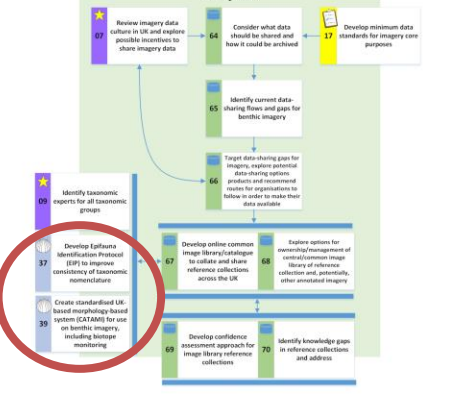 07
Review imagery data
culture in UK and explore
possible incentives to
share imagery data
64
Consider what data
should be shared and
how it could be archived
17
Develop minimum data
standards for imagery core
purposes
65
Identify current data-
sharing flows and gaps for
benthic imagery
66
Target data-sharing gaps for
imagery, explore potential
data-sharing options
products and recommend
routes for organisations to
follow in order to make their
data available
09
Identify taxonomic
experts for all taxonomic
groups
37
Develop Epifauna
Identification Protocol
(EIP) to improve
consistency of taxonomic
nomenclature
67
Develop online common
image library/catalogue
to collate and share
reference collections
across the UK
68
Explore options for
ownership/management of
central/common image
library of reference
collection and, potentially,
other annotated imagery
39
Create standardised UK-
based morphology-based
system (CATAMI) for use
on benthic imagery,
including biotope
monitoring
69
Develop confidence
assessment approach for
image library reference
collections
70
Identify knowledge gaps
in reference collections
and address